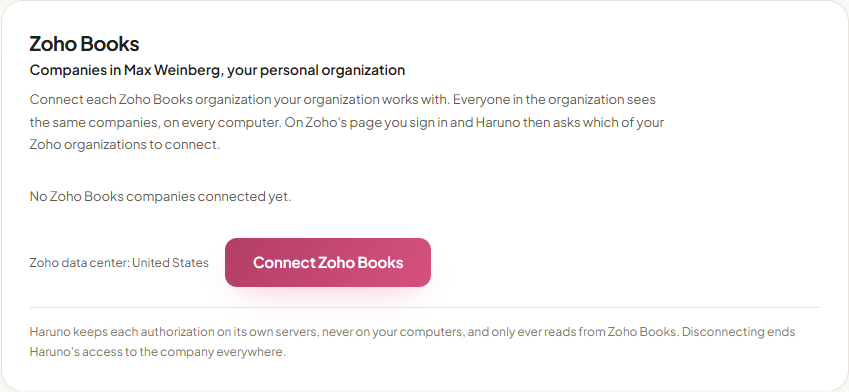 Zoho Books
Companies in Max Weinberg, your personal organization
Connect each Zoho Books organization your organization works with. Everyone in the organization sees
the same companies, on every computer. On Zoho's page you sign in and Haruno then asks which of your
Zoho organizations to connect.
No Zoho Books companies connected yet.
Zoho data center: United States
Connect Zoho Books
Haruno keeps each authorization on its own servers, never on your computers, and only ever reads from Zoho Books. Disconnecting ends
Haruno's access to the company everywhere.